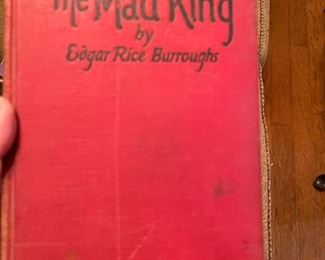 The Mad King
by
Edgar Rice Burroughs